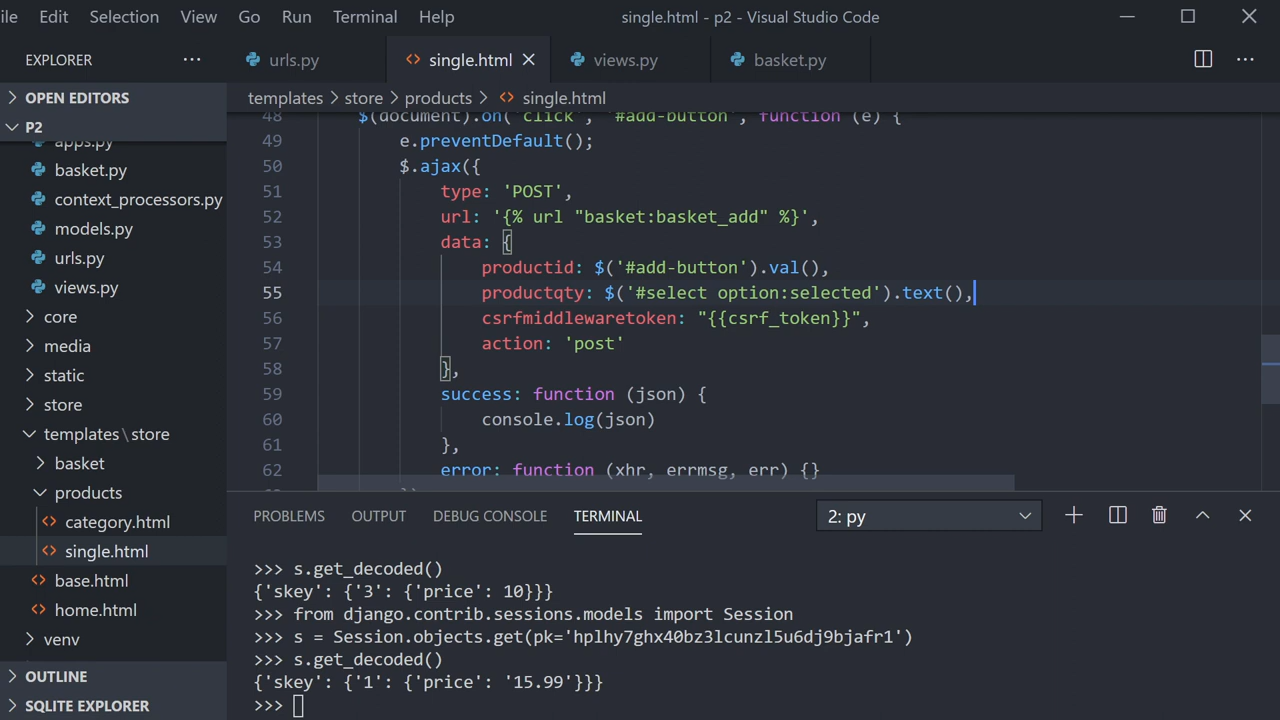 ile Edit Selection View Go Run Terminal Help single.html - p2 - Visual Studio Code
EXPLORER ···
urls.py single.html views.py basket.py
OPEN EDITORS
P2
apps.py
basket.py
context_processors.py
models.py
urls.py
views.py
core
media
static
store
templates\store
basket
products
category.html
single.html
base.html
home.html
venv
OUTLINE
SQLITE EXPLORER
templates > store > products > single.html
48 $(document).on('click', '#add-button', function (e) {
49 e.preventDefault();
50 $.ajax({
51 type: 'POST',
52 url: '{% url "basket:basket_add" %}',
53 data: {
54 productid: $('#add-button').val(),
55 productqty: $('#select option:selected').text(),
56 csrfmiddlewaretoken: "{{csrf_token}}",
57 action: 'post'
58 },
59 success: function (json) {
60 console.log(json)
61 },
62 error: function (xhr, errmsg, err) {}
PROBLEMS OUTPUT DEBUG CONSOLE TERMINAL 2: py
>>> s.get_decoded()
{'skey': {'3': {'price': 10}}}
>>> from django.contrib.sessions.models import Session
>>> s = Session.objects.get(pk='hplhy7ghx40bz3lcunzl5u6dj9bjafr1')
>>> s.get_decoded()
{'skey': {'1': {'price': '15.99'}}}
>>>